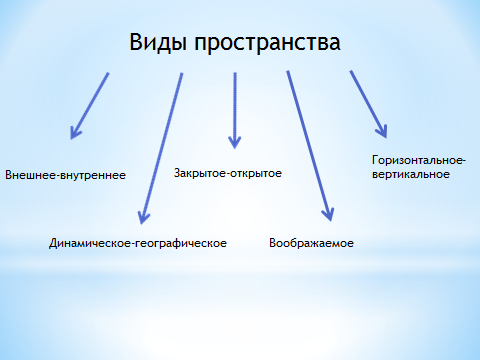 Виды пространства
Внешнее-внутреннее
Закрытое-открытое
Горизонтальное-
вертикальное
Динамическое-географическое
Воображаемое